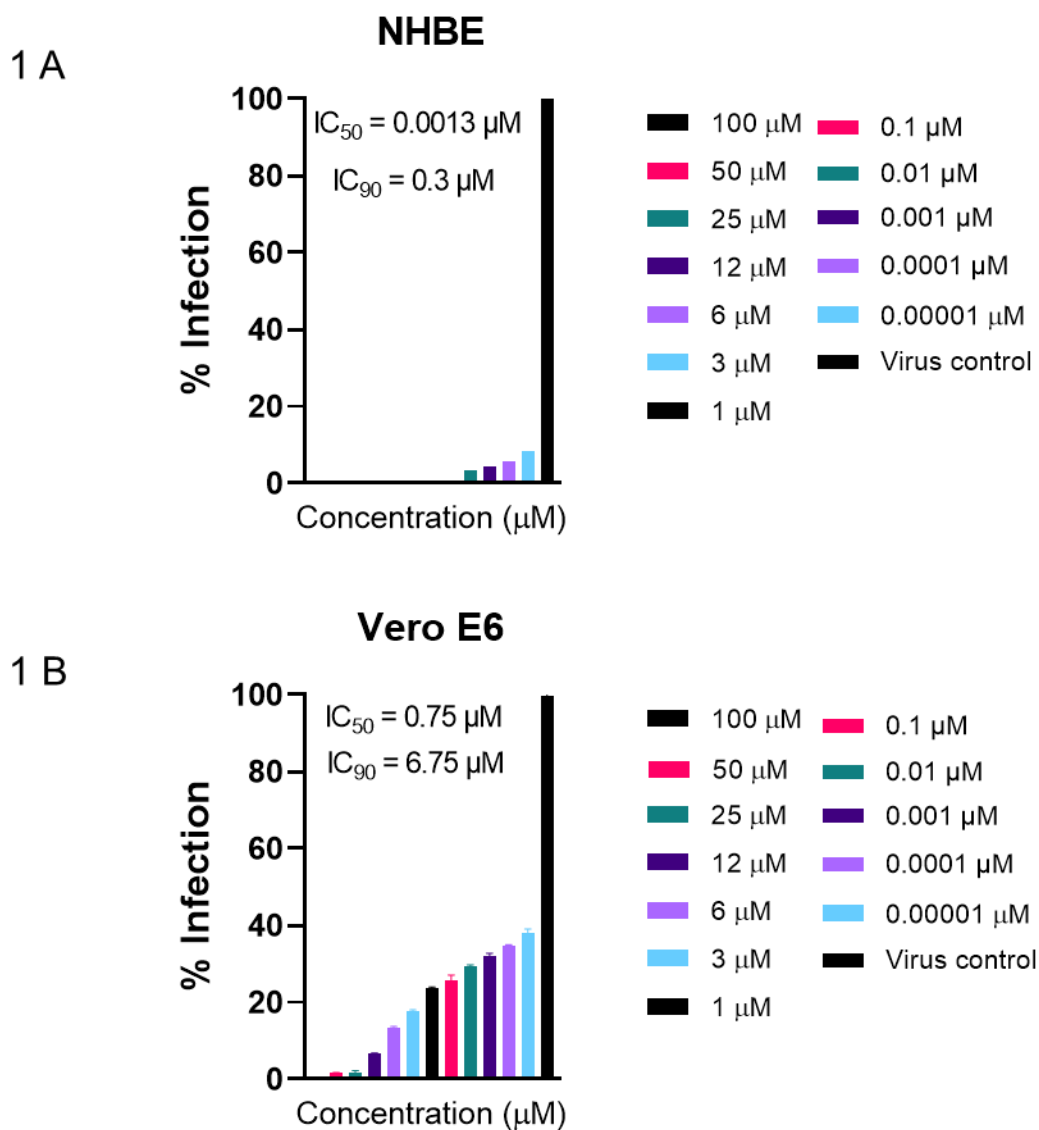 NHBE
1 A
100
80
60
40
20
0
% Infection
IC50 = 0.0013 µM
IC90 = 0.3 µM
Concentration (µM)
100 µM
50 µM
25 µM
12 µM
6 µM
3 µM
1 µM
0.1 µM
0.01 µM
0.001 µM
0.0001 µM
0.00001 µM
Virus control
Vero E6
1 B
100
80
60
40
20
0
% Infection
IC50 = 0.75 µM
IC90 = 6.75 µM
Concentration (µM)
100 µM
50 µM
25 µM
12 µM
6 µM
3 µM
1 µM
0.1 µM
0.01 µM
0.001 µM
0.0001 µM
0.00001 µM
Virus control